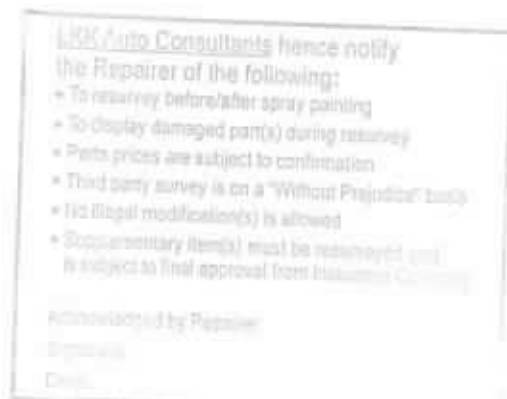 LKK Auto Consultants hence notify
the Repairer of the following:
• To resurvey before/after spray painting
• To display damaged part(s) during resurvey
• Parts prices are subject to confirmation
• Third party survey is on a "Without Prejudice" basis
• No illegal modification(s) is allowed
• Supplementary item(s) must be resurveyed and
is subject to final approval from Insurance Company
Acknowledged by Repairer
Signature:
Date: